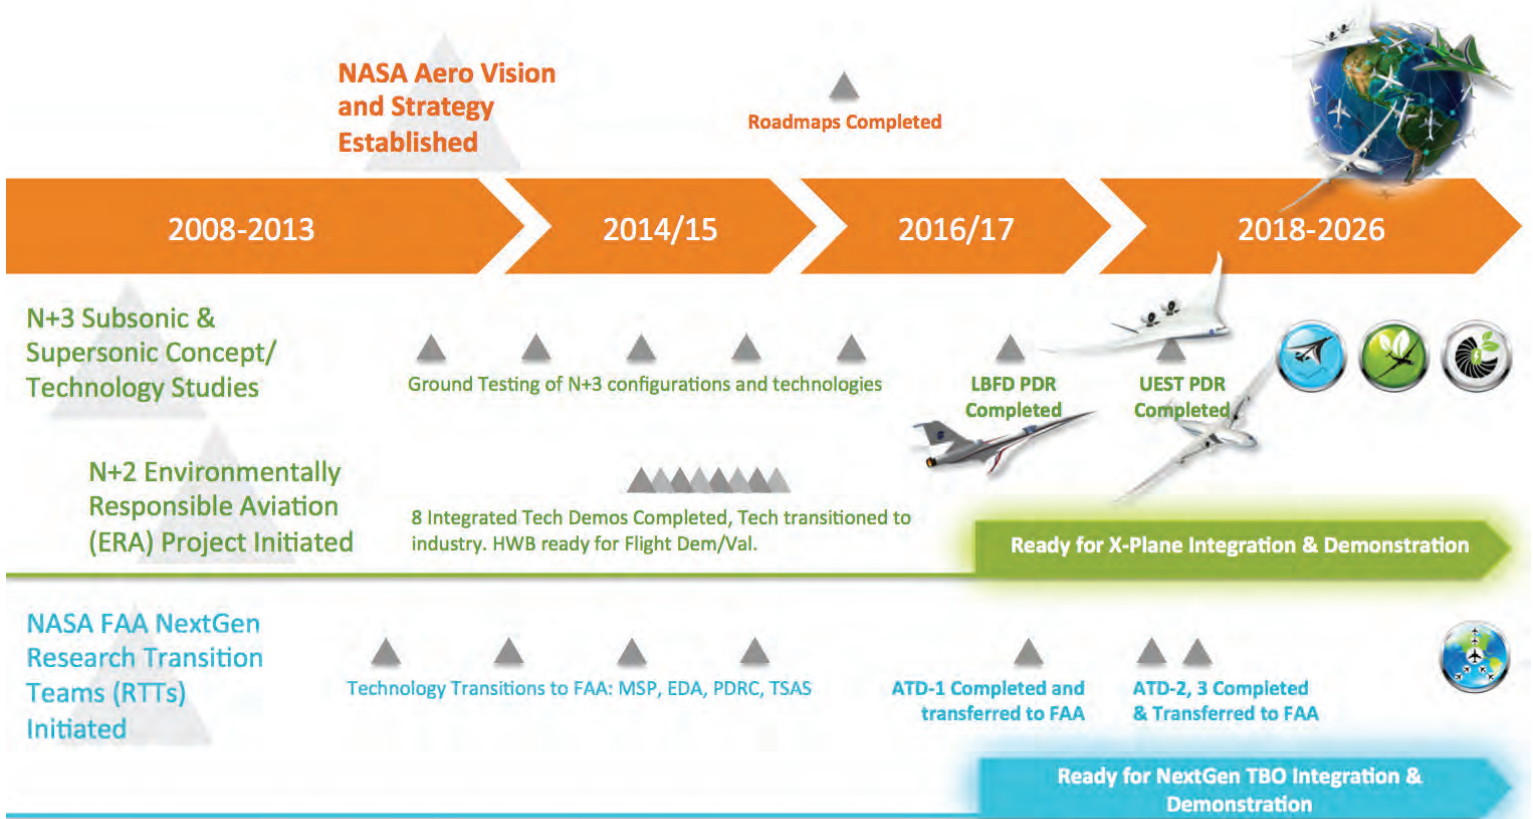 NASA Aero Vision
and Strategy
Established
Roadmaps Completed
2008-2013
2014/15
2016/17
2018-2026
N+3 Subsonic &
Supersonic Concept/
Technology Studies
Ground Testing of N+3 configurations and technologies
LBFD PDR
Completed
UEST PDR
Completed
N+2 Environmentally
Responsible Aviation
(ERA) Project Initiated
8 Integrated Tech Demos Completed, Tech transitioned to
industry. HWB ready for Flight Dem/Val.
Ready for X-Plane Integration & Demonstration
NASA FAA NextGen
Research Transition
Teams (RTTs)
Initiated
Technology Transitions to FAA: MSP, EDA, PDRC, TSAS
ATD-1 Completed and
transferred to FAA
ATD-2, 3 Completed
& Transferred to FAA
Ready for NextGen TBO Integration &
Demonstration